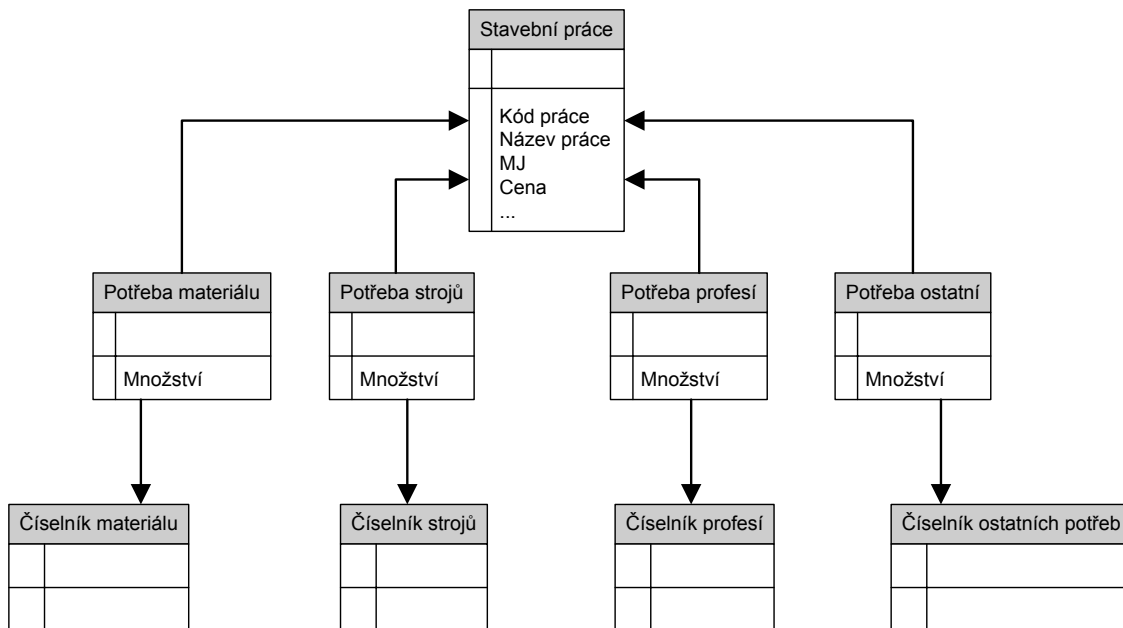 Stavební práce
Kód práce
Název práce
MJ
Cena
...
Potřeba materiálu
Množství
Potřeba strojů
Množství
Potřeba profesí
Množství
Potřeba ostatní
Množství
Číselník materiálu
Číselník strojů
Číselník profesí
Číselník ostatních potřeb